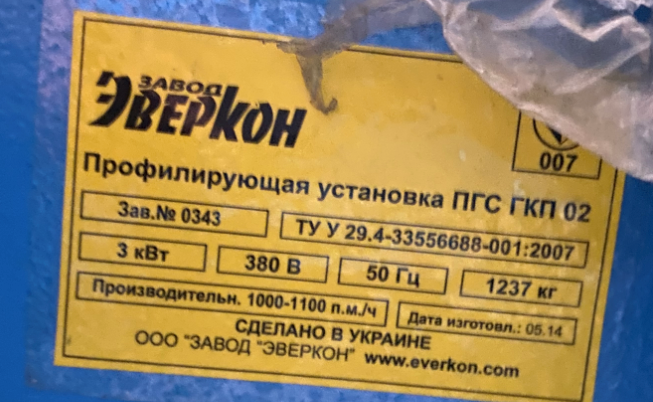 ЗАВОД
ЭВЕРКОН
007
Профилирующая установка ПГС ГКП 02
Зав.№ 0343 ТУ У 29.4-33556688-001:2007
3 кВт 380 В 50 Гц 1237 кг
Производительн. 1000-1100 п.м./ч Дата изготовл.: 05.14
СДЕЛАНО В УКРАИНЕ
ООО "ЗАВОД "ЭВЕРКОН" www.everkon.com